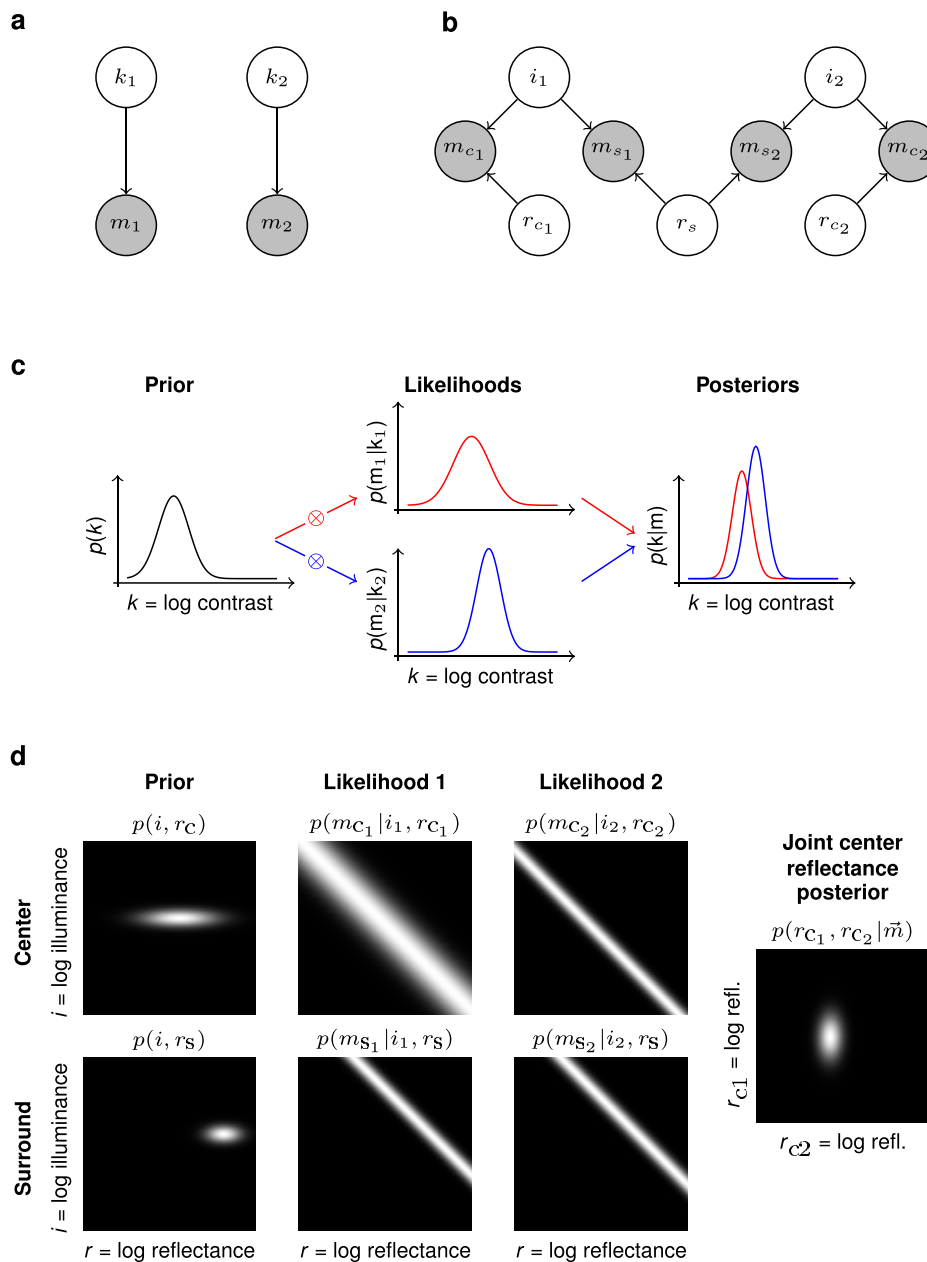 a
k1 k2
m1 m2
b
i1 i2
mc1 ms1 ms2 mc2
rc1 rs rc2
c
Prior Likelihoods Posteriors
p(k)
k = log contrast
p(m1|k1)
p(m2|k2)
k = log contrast
p(k|m)
k = log contrast
d
Prior Likelihood 1 Likelihood 2
Center
i = log illuminance
p(i, rc) p(mc1|i1, rc1) p(mc2|i2, rc2)
Surround
i = log illuminance
p(i, rs) p(ms1|i1, rs) p(ms2|i2, rs)
r = log reflectance r = log reflectance r = log reflectance
Joint center
reflectance
posterior
p(rc1, rc2|m⃗)
rc1 = log refl.
rc2 = log refl.